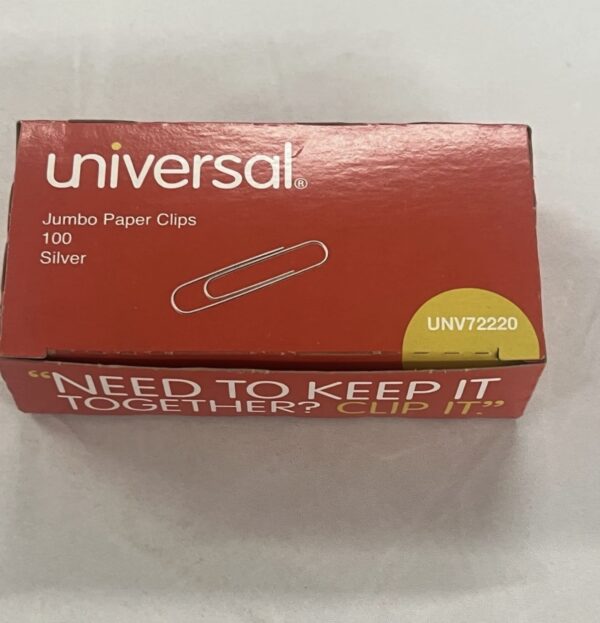 universal®
Jumbo Paper Clips
100
Silver
UNV72220
“NEED TO KEEP IT
TOGETHER? CLIP IT.”